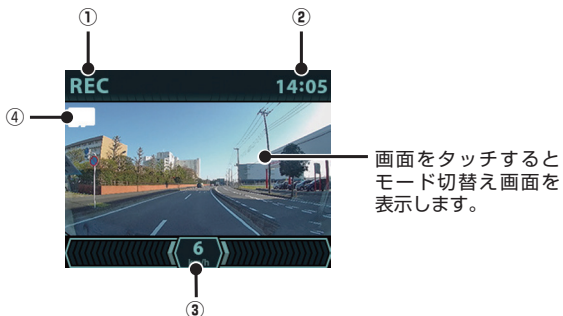 ① ②
REC 14:05
④
画面をタッチすると
モード切替え画面を
表示します。
6
km/h
③